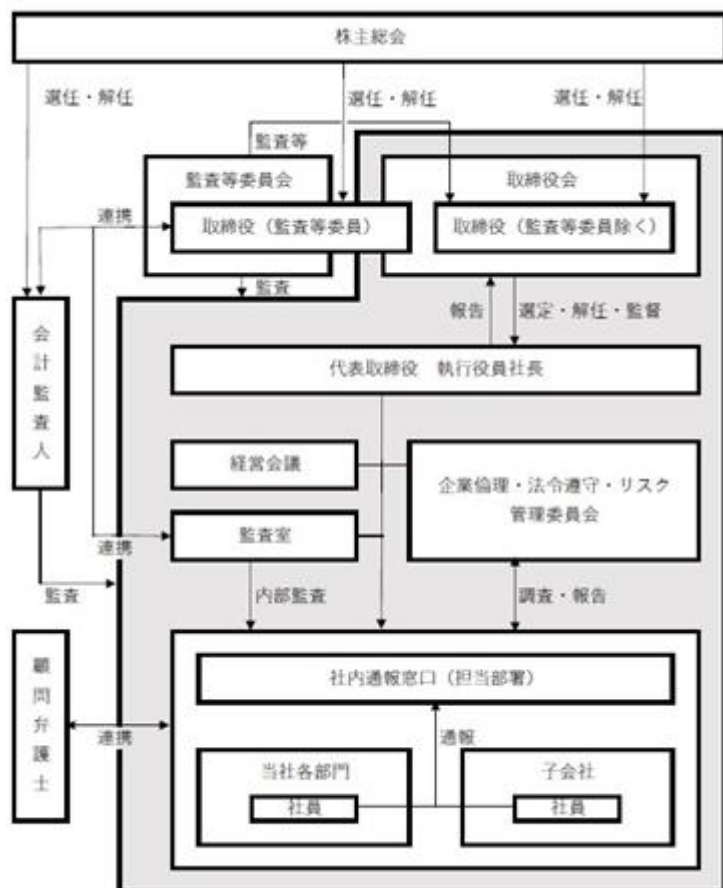 株主総会
選任・解任
選任・解任
選任・解任
監査等
監査等委員会
取締役会
連携
取締役（監査等委員）
取締役（監査等委員除く）
監査
報告
選定・解任・監督
会計監査人
代表取締役　執行役員社長
経営会議
企業倫理・法令遵守・リスク
管理委員会
監査室
連携
監査
内部監査
調査・報告
顧問弁護士
社内通報窓口（担当部署）
連携
通報
当社各部門
子会社
社員
社員